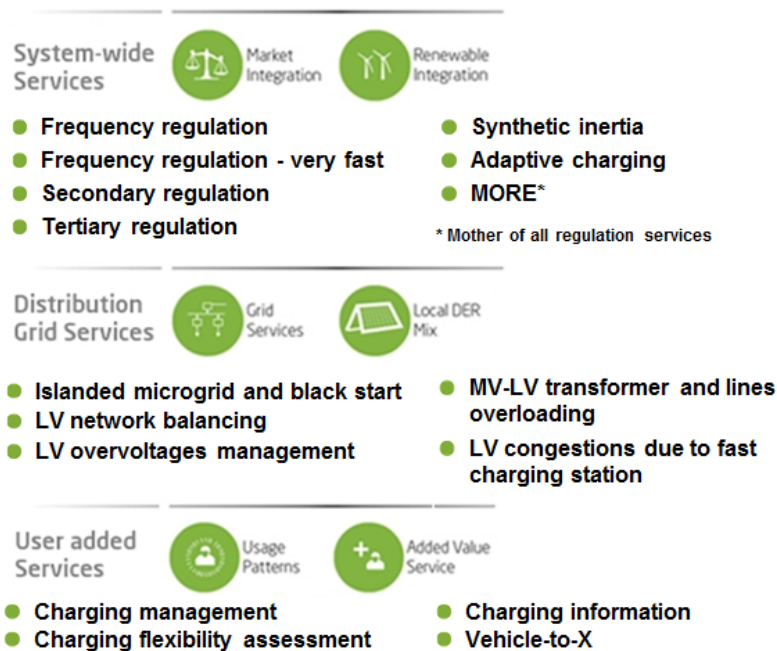 System-wide
Services
Market
Integration
Renewable
Integration
Frequency regulation
Frequency regulation - very fast
Secondary regulation
Tertiary regulation
Synthetic inertia
Adaptive charging
MORE*
* Mother of all regulation services
Distribution
Grid Services
Grid
Services
Local DER
Mix
Islanded microgrid and black start
LV network balancing
LV overvoltages management
MV-LV transformer and lines
overloading
LV congestions due to fast
charging station
User added
Services
Usage
Patterns
Added Value
Service
Charging management
Charging flexibility assessment
Charging information
Vehicle-to-X